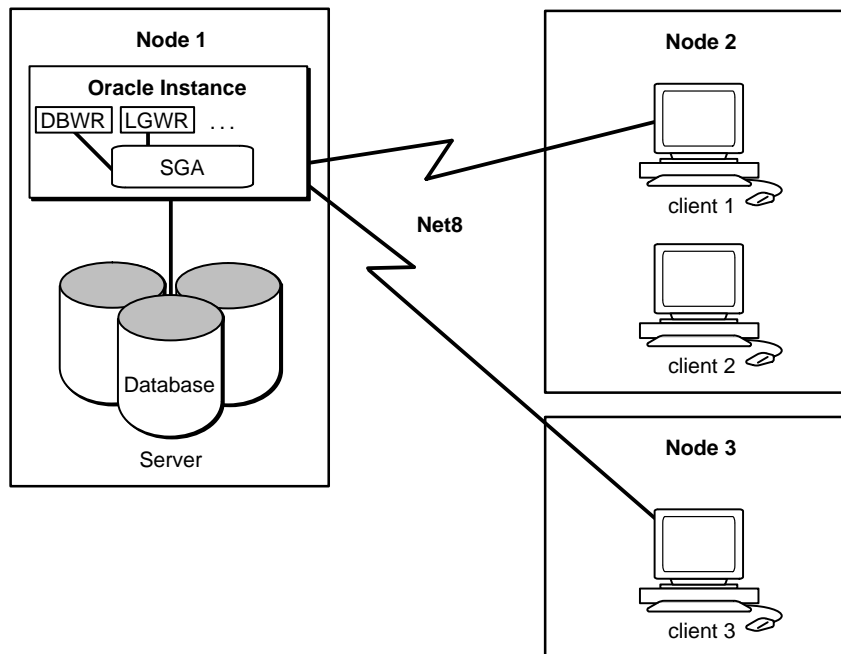 Node 1
Oracle Instance
DBWR LGWR ...
SGA
Database
Server
Net8
Node 2
client 1
client 2
Node 3
client 3